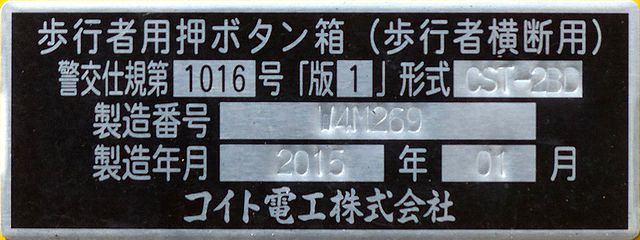 歩行者用押ボタン箱（歩行者横断用）
警交仕規第 1016 号「版 1 」形式 CST-2BD
製造番号 W4M269
製造年月 2015 年 01 月
コイト電工株式会社